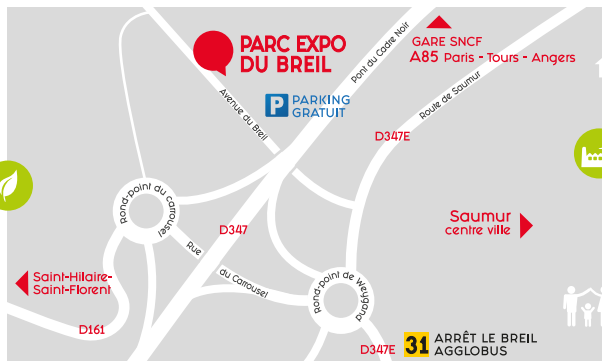 PARC EXPO
DU BREIL
P PARKING
GRATUIT
Avenue du Breil
Pont du Cadre Noir
GARE SNCF
A85 Paris - Tours - Angers
Route de Saumur
D347E
Rond-point du Carrousel
D347
Rue
du Carrousel
Saumur
centre ville
Rond-point de Weygand
Saint-Hilaire-
Saint-Florent
D161
D347E
31 ARRÊT LE BREIL
AGGLOBUS